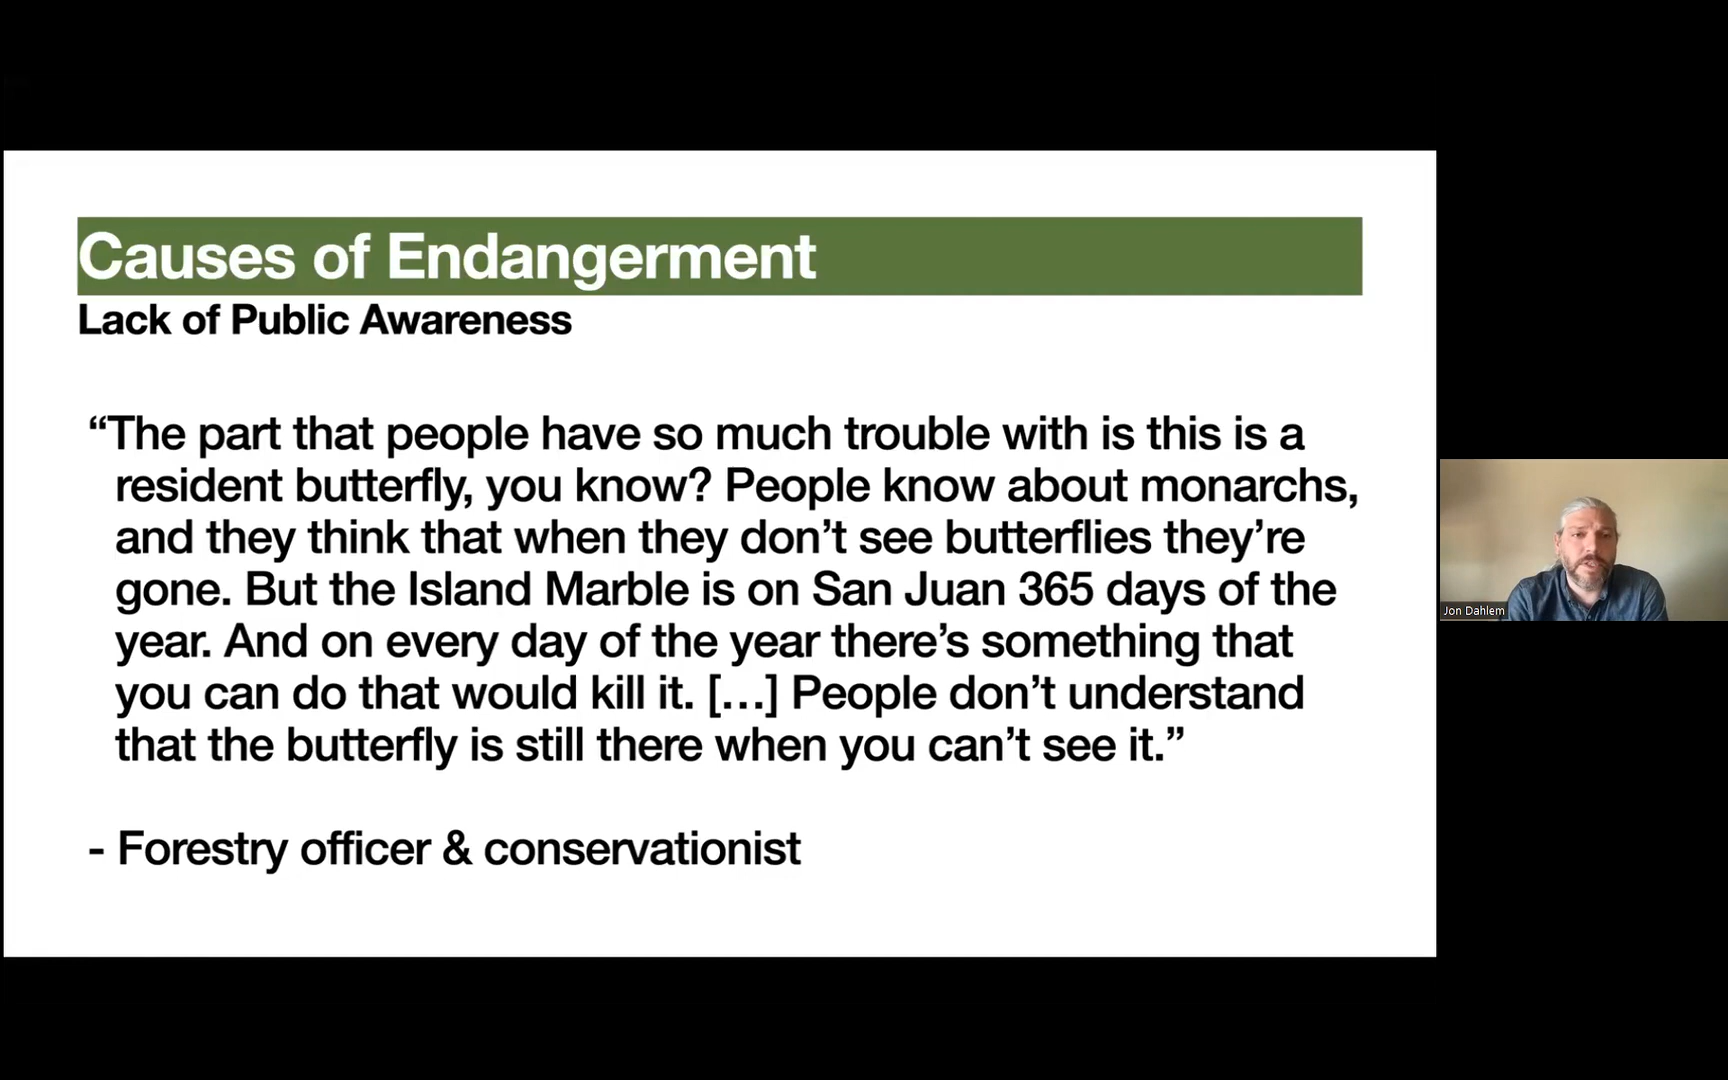 Causes of Endangerment
Lack of Public Awareness
“The part that people have so much trouble with is this is a
resident butterfly, you know? People know about monarchs,
and they think that when they don’t see butterflies they’re
gone. But the Island Marble is on San Juan 365 days of the
year. And on every day of the year there’s something that
you can do that would kill it. […] People don’t understand
that the butterfly is still there when you can’t see it.”
- Forestry officer & conservationist
Jon Dahlem